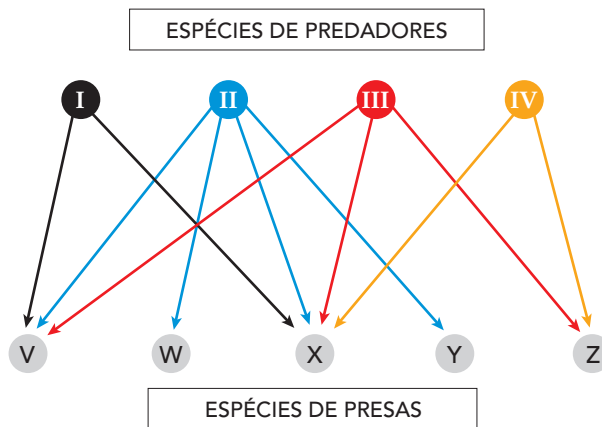 ESPÉCIES DE PREDADORES
I II III IV
V W X Y Z
ESPÉCIES DE PRESAS